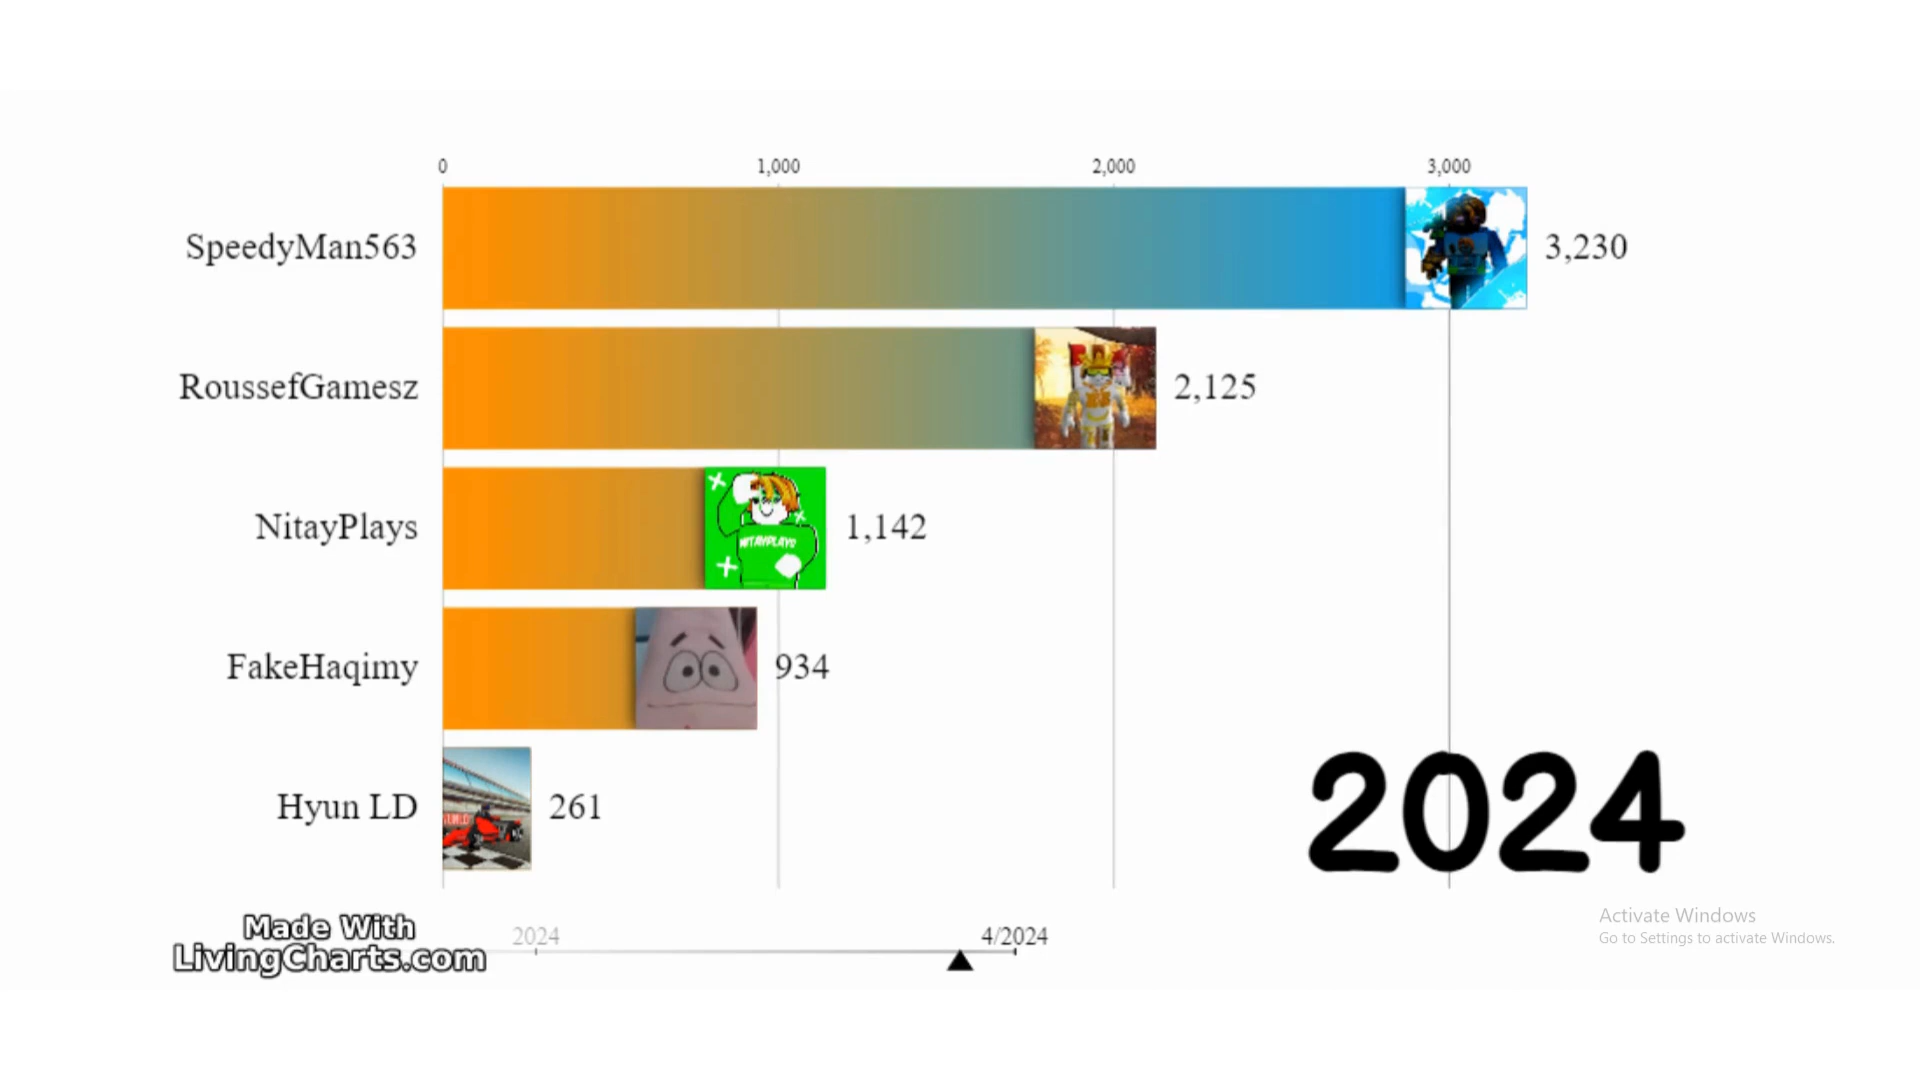 0 1,000 2,000 3,000
SpeedyMan563 3,230
RoussefGamesz 2,125
NITAYPLAYS
NitayPlays 1,142
FakeHaqimy 934
Hyun LD 261
2024
Activate Windows
Go to Settings to activate Windows.
Made With
LivingCharts.com
2024 4/2024